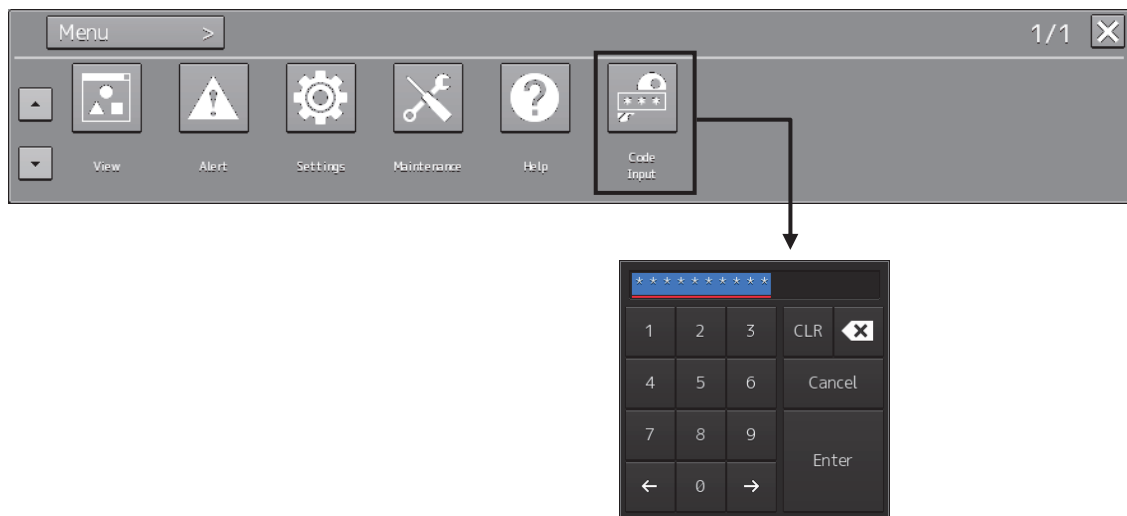 Menu >
1/1
***
View
Alert
Settings
Maintenance
?
Help
Code
Input
* * * * * * * * *
1 2 3 CLR
4 5 6 Cancel
7 8 9
Enter
← 0 →